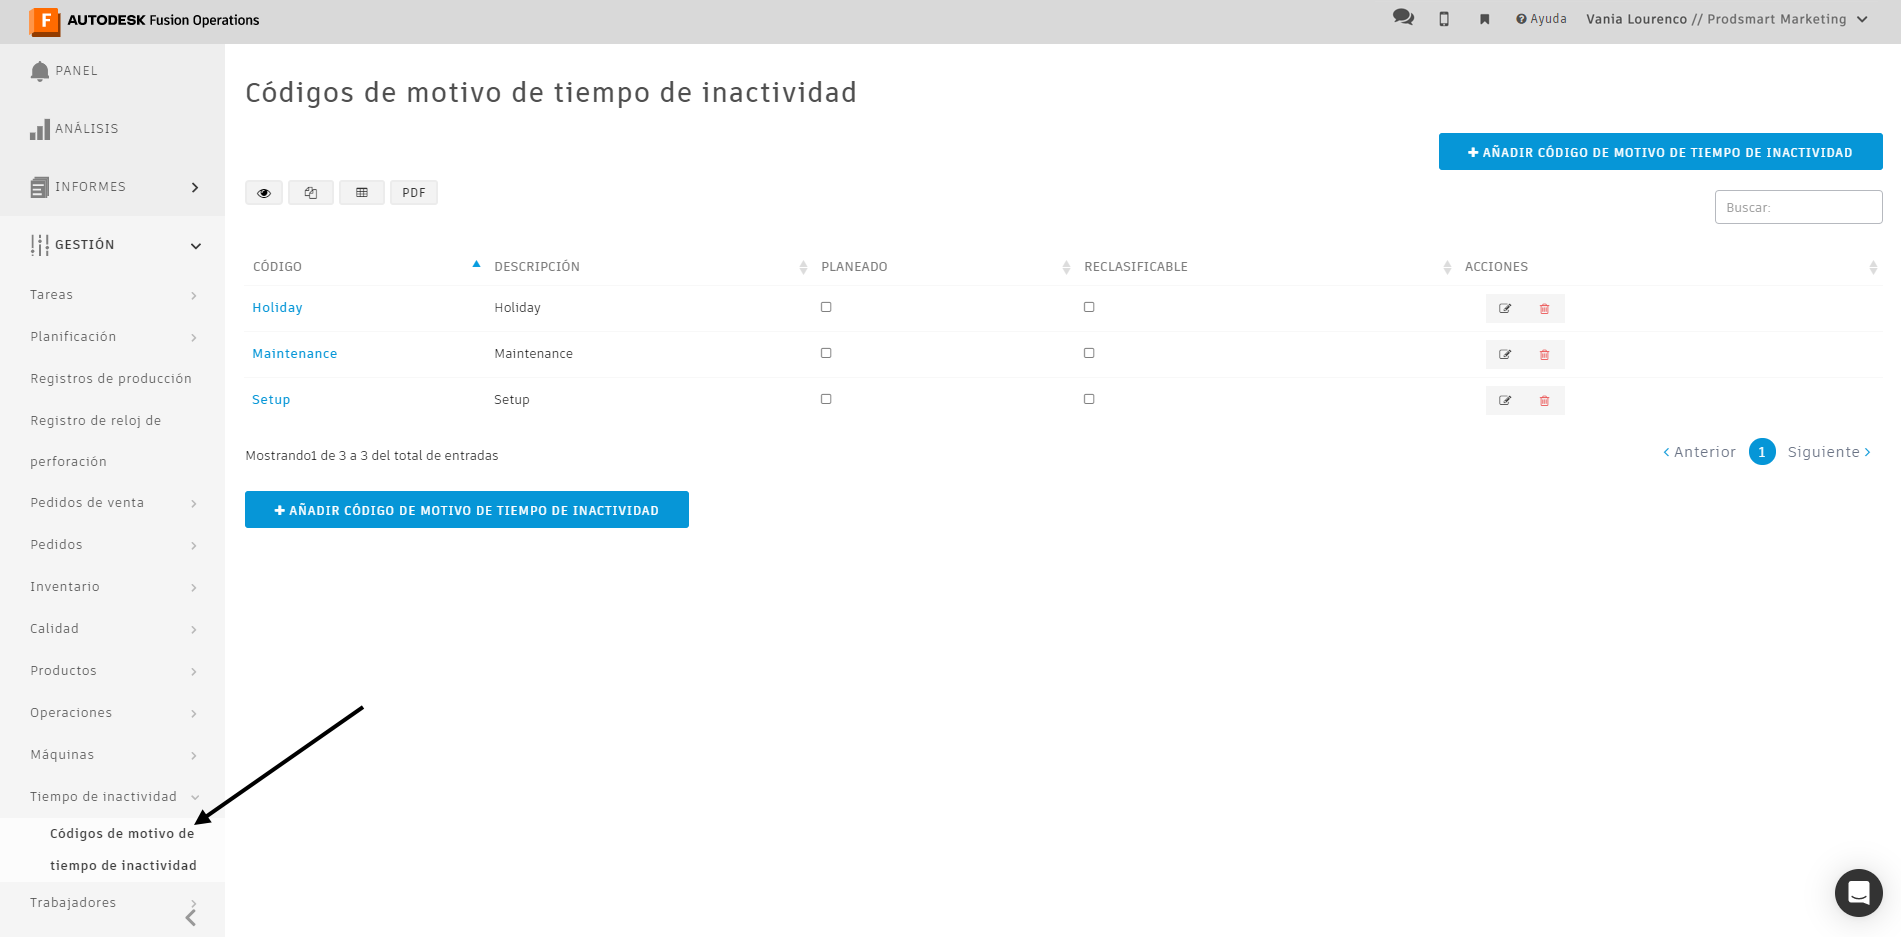 AUTODESK Fusion Operations
Ayuda
Vania Lourenco // Prodsmart Marketing
PANEL
ANÁLISIS
INFORMES
GESTIÓN
Tareas
Planificación
Registros de producción
Registro de reloj de
perforación
Pedidos de venta
Pedidos
Inventario
Calidad
Productos
Operaciones
Máquinas
Tiempo de inactividad
Códigos de motivo de
tiempo de inactividad
Trabajadores
Códigos de motivo de tiempo de inactividad
AÑADIR CÓDIGO DE MOTIVO DE TIEMPO DE INACTIVIDAD
PDF
Buscar:
CÓDIGO DESCRIPCIÓN PLANEADO RECLASIFICABLE ACCIONES
Holiday Holiday
Maintenance Maintenance
Setup Setup
Mostrando1 de 3 a 3 del total de entradas
Anterior 1 Siguiente
AÑADIR CÓDIGO DE MOTIVO DE TIEMPO DE INACTIVIDAD